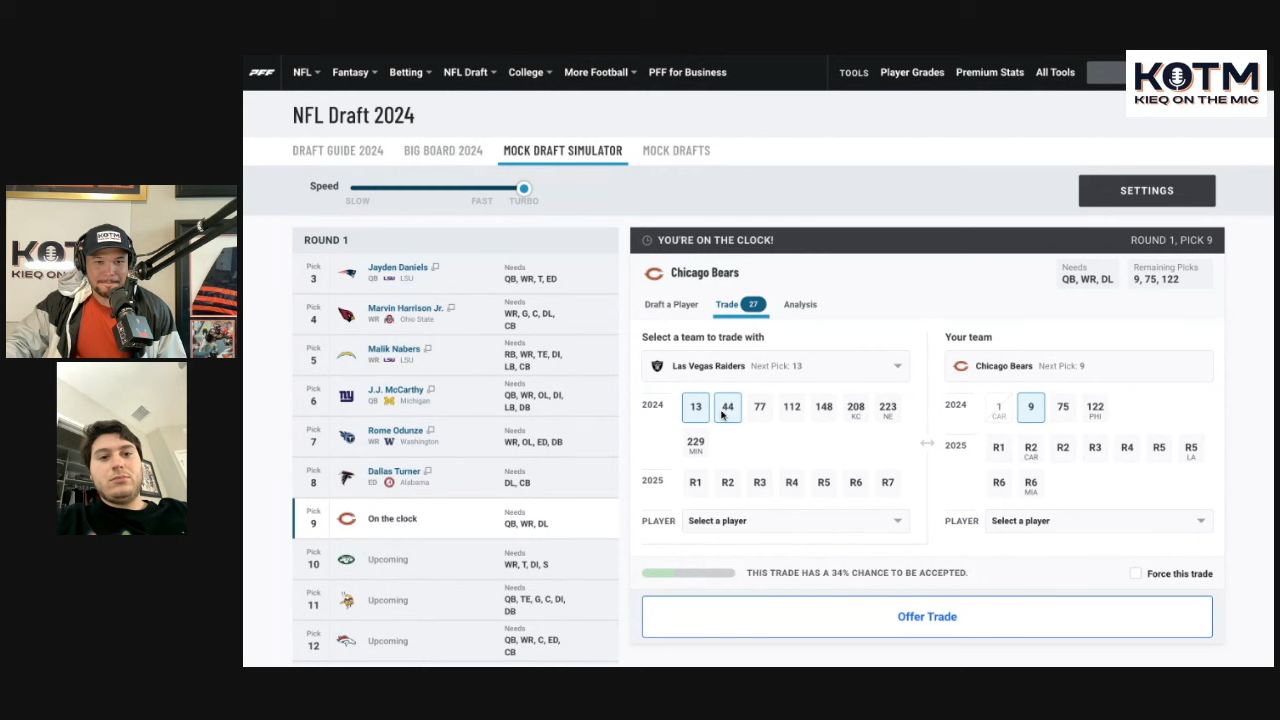 PFF
NFL
Fantasy
Betting
NFL Draft
College
More Football
PFF for Business
TOOLS
Player Grades
Premium Stats
All Tools
KOTM
KIEQ ON THE MIC
NFL Draft 2024
DRAFT GUIDE 2024
BIG BOARD 2024
MOCK DRAFT SIMULATOR
MOCK DRAFTS
Speed
SLOW
FAST
TURBO
SETTINGS
ROUND 1
Pick
3
Jayden Daniels
QB LSU LSU
Needs
QB, WR, T, ED
Pick
4
Marvin Harrison Jr.
WR Ohio State
Needs
WR, G, C, DL,
CB
Pick
5
Malik Nabers
WR LSU LSU
Needs
RB, WR, TE, DI,
LB, CB
Pick
6
ny
J.J. McCarthy
QB Michigan
Needs
QB, WR, OL, DI,
LB, DB
Pick
7
Rome Odunze
WR W Washington
Needs
WR, OL, ED, DB
Pick
8
Dallas Turner
ED Alabama
Needs
DL, CB
Pick
9
On the clock
Needs
QB, WR, DL
Pick
10
Upcoming
Needs
WR, T, DI, S
Pick
11
Upcoming
Needs
QB, TE, G, C, DI,
DB
Pick
12
Upcoming
Needs
QB, WR, C, ED,
CB
YOU'RE ON THE CLOCK!
ROUND 1, PICK 9
Chicago Bears
Needs
QB, WR, DL
Remaining Picks
9, 75, 122
Draft a Player
Trade 27
Analysis
Select a team to trade with
Las Vegas Raiders Next Pick: 13
2024
13
44
77
112
148
208
KC
223
NE
229
MIN
2025
R1
R2
R3
R4
R5
R6
R7
PLAYER
Select a player
Your team
Chicago Bears Next Pick: 9
2024
1
CAR
9
75
122
PHI
2025
R1
R2
CAR
R2
R3
R4
R5
R5
LA
R6
R6
MIA
PLAYER
Select a player
THIS TRADE HAS A 34% CHANCE TO BE ACCEPTED.
Force this trade
Offer Trade